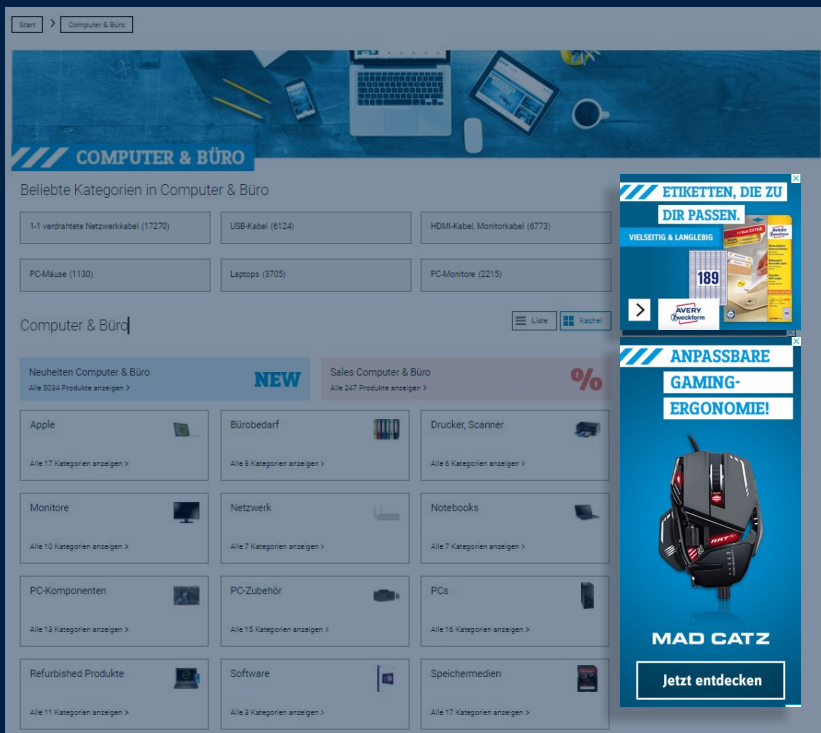 Start > Computer & Büro
COMPUTER & BÜRO
Beliebte Kategorien in Computer & Büro
1-1 verdrahtete Netzwerkkabel (17270)
USB-Kabel (6124)
HDMI-Kabel, Monitorkabel (6773)
PC-Mäuse (1130)
Laptops (3705)
PC-Monitore (2215)
Computer & Büro
Liste
Kachel
Neuheiten Computer & Büro
Alle 5034 Produkte anzeigen >
NEW
Sales Computer & Büro
Alle 247 Produkte anzeigen >
%
Apple
Alle 17 Kategorien anzeigen >
Bürobedarf
Alle 8 Kategorien anzeigen >
Drucker, Scanner
Alle 6 Kategorien anzeigen >
Monitore
Alle 10 Kategorien anzeigen >
Netzwerk
Alle 7 Kategorien anzeigen >
Notebooks
Alle 7 Kategorien anzeigen >
PC-Komponenten
Alle 13 Kategorien anzeigen >
PC-Zubehör
Alle 15 Kategorien anzeigen >
PCs
Alle 16 Kategorien anzeigen >
Refurbished Produkte
Alle 11 Kategorien anzeigen >
Software
Alle 3 Kategorien anzeigen >
Speichermedien
Alle 17 Kategorien anzeigen >
ETIKETTEN, DIE ZU
DIR PASSEN.
VIELSEITIG & LANGLEBIG
189
AVERY
Zweckform
ANPASSBARE
GAMING-
ERGONOMIE!
MAD CATZ
Jetzt entdecken